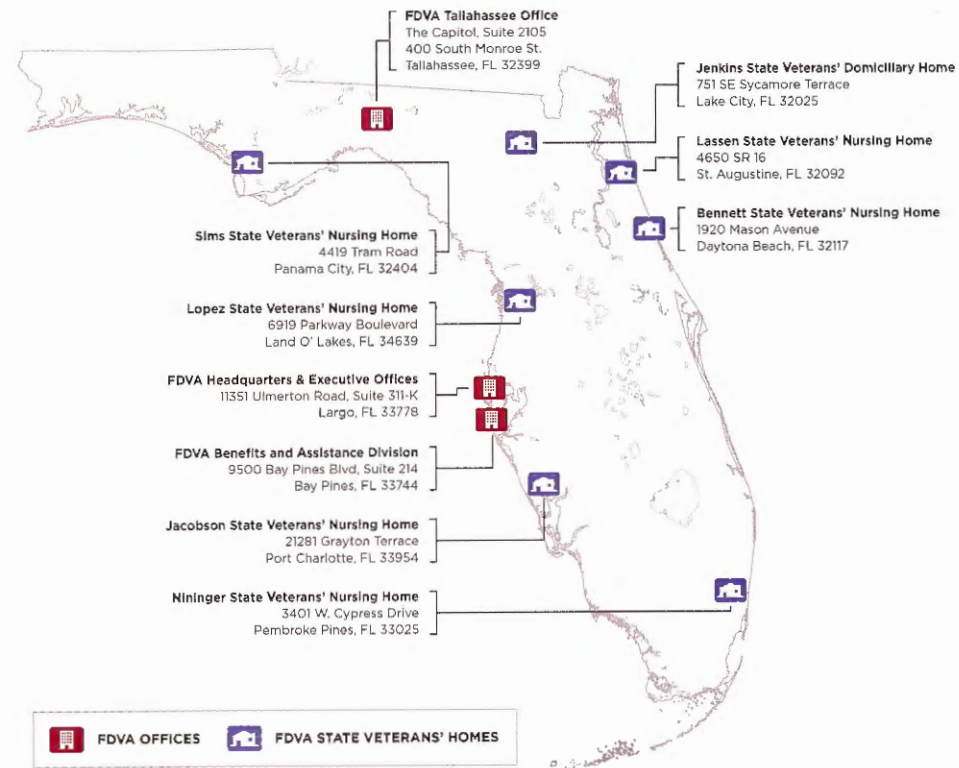 FDVA Tallahassee Office
The Capitol, Suite 2105
400 South Monroe St.
Tallahassee, FL 32399
Jenkins State Veterans' Domiciliary Home
751 SE Sycamore Terrace
Lake City, FL 32025
Lassen State Veterans' Nursing Home
4650 SR 16
St. Augustine, FL 32092
Bennett State Veterans' Nursing Home
1920 Mason Avenue
Daytona Beach, FL 32117
Sims State Veterans' Nursing Home
4419 Tram Road
Panama City, FL 32404
Lopez State Veterans' Nursing Home
6919 Parkway Boulevard
Land O' Lakes, FL 34639
FDVA Headquarters & Executive Offices
11351 Ulmerton Road, Suite 311-K
Largo, FL 33778
FDVA Benefits and Assistance Division
9500 Bay Pines Blvd, Suite 214
Bay Pines, FL 33744
Jacobson State Veterans' Nursing Home
21281 Grayton Terrace
Port Charlotte, FL 33954
Nininger State Veterans' Nursing Home
3401 W. Cypress Drive
Pembroke Pines, FL 33025
FDVA OFFICES
FDVA STATE VETERANS' HOMES